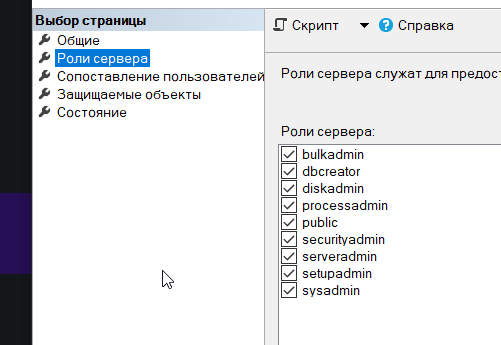 Выбор страницы
Общие
Роли сервера
Сопоставление пользователей
Защищаемые объекты
Состояние
Скрипт
Справка
Роли сервера служат для предост
Роли сервера:
bulkadmin
dbcreator
diskadmin
processadmin
public
securityadmin
serveradmin
setupadmin
sysadmin